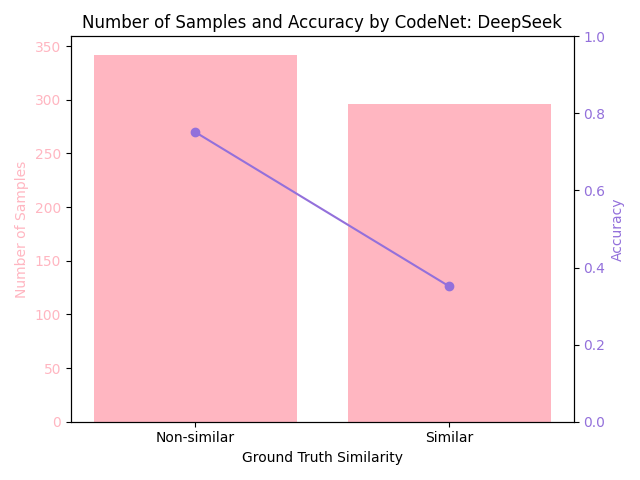 Number of Samples and Accuracy by CodeNet: DeepSeek
350
300
250
200
150
100
50
0
Number of Samples
1.0
0.8
0.6
0.4
0.2
0.0
Accuracy
Non-similar
Similar
Ground Truth Similarity